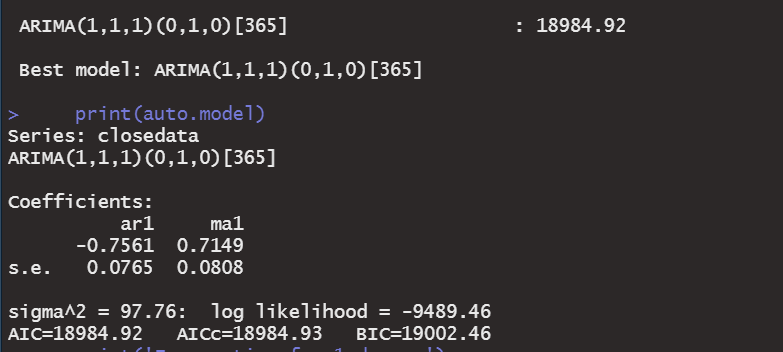 ARIMA(1,1,1)(0,1,0)[365] : 18984.92
Best model: ARIMA(1,1,1)(0,1,0)[365]
> print(auto.model)
Series: closedata
ARIMA(1,1,1)(0,1,0)[365]
Coefficients:
ar1 ma1
-0.7561 0.7149
s.e. 0.0765 0.0808
sigma^2 = 97.76: log likelihood = -9489.46
AIC=18984.92 AICc=18984.93 BIC=19002.46